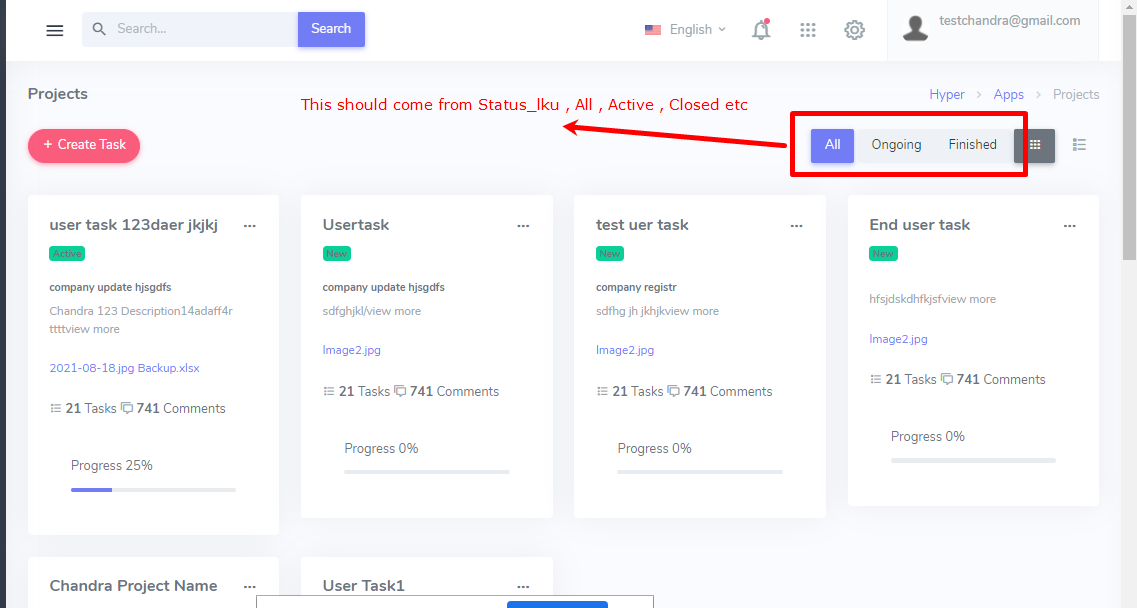 Search...
Search
English
testchandra@gmail.com
Projects
This should come from Status_lku , All , Active , Closed etc
Hyper > Apps > Projects
+ Create Task
All
Ongoing
Finished
user task 123daer jkjkj
Active
company update hjsgdfs
Chandra 123 Description14adaff4r
ttttview more
2021-08-18.jpg Backup.xlsx
21 Tasks 741 Comments
Progress 25%
Usertask
New
company update hjsgdfs
sdfghjkl/view more
Image2.jpg
21 Tasks 741 Comments
Progress 0%
test uer task
New
company registr
sdfhg jh jkhjkview more
Image2.jpg
21 Tasks 741 Comments
Progress 0%
End user task
New
hfsjdskdhfkjsfview more
Image2.jpg
21 Tasks 741 Comments
Progress 0%
Chandra Project Name
User Task1